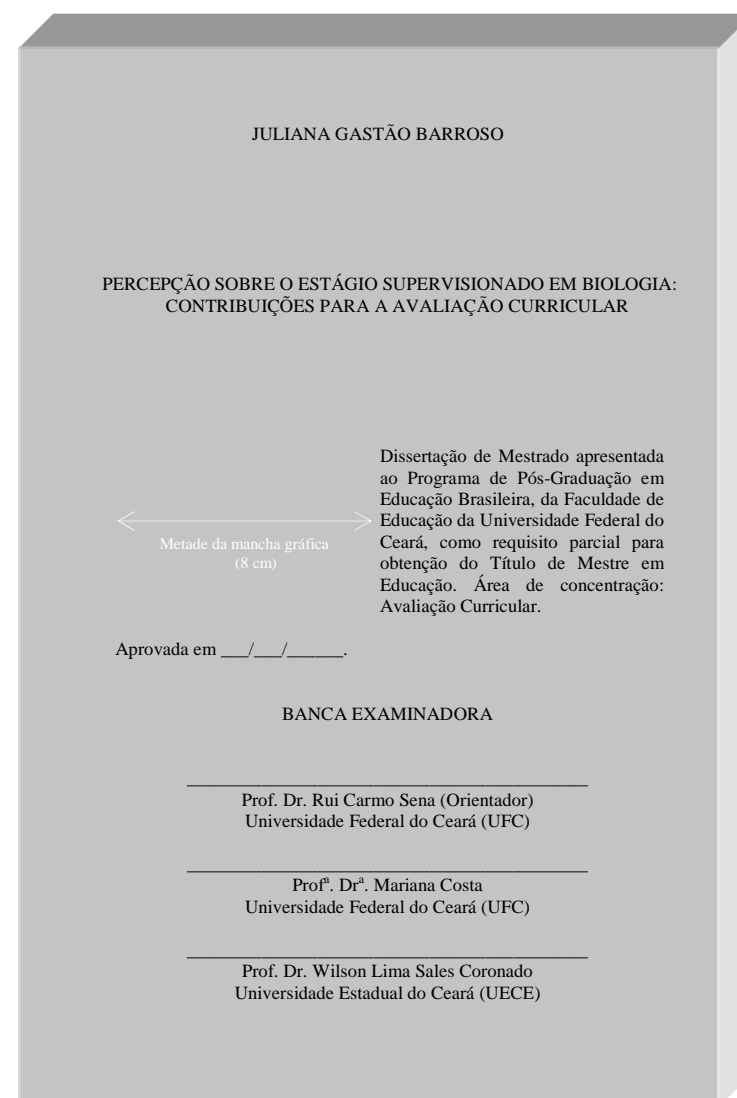 JULIANA GASTÃO BARROSO
PERCEPÇÃO SOBRE O ESTÁGIO SUPERVISIONADO EM BIOLOGIA:
CONTRIBUIÇÕES PARA A AVALIAÇÃO CURRICULAR
Dissertação de Mestrado apresentada
ao Programa de Pós-Graduação em
Educação Brasileira, da Faculdade de
Educação da Universidade Federal do
Ceará, como requisito parcial para
obtenção do Título de Mestre em
Educação. Área de concentração:
Avaliação Curricular.
Metade da mancha gráfica
(8 cm)
Aprovada em ___/___/______.
BANCA EXAMINADORA
Prof. Dr. Rui Carmo Sena (Orientador)
Universidade Federal do Ceará (UFC)
Profª. Drª. Mariana Costa
Universidade Federal do Ceará (UFC)
Prof. Dr. Wilson Lima Sales Coronado
Universidade Estadual do Ceará (UECE)